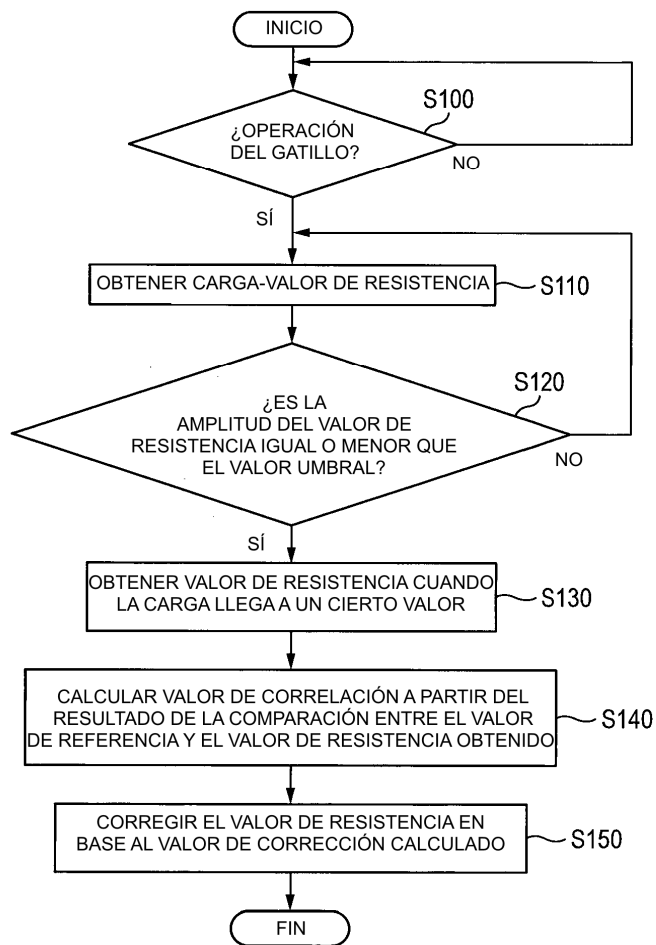 INICIO
S100
¿OPERACIÓN
DEL GATILLO?
NO
SÍ
OBTENER CARGA-VALOR DE RESISTENCIA
S110
S120
¿ES LA
AMPLITUD DEL VALOR DE
RESISTENCIA IGUAL O MENOR QUE
EL VALOR UMBRAL?
NO
SÍ
OBTENER VALOR DE RESISTENCIA CUANDO
LA CARGA LLEGA A UN CIERTO VALOR
S130
CALCULAR VALOR DE CORRELACIÓN A PARTIR DEL
RESULTADO DE LA COMPARACIÓN ENTRE EL VALOR
DE REFERENCIA Y EL VALOR DE RESISTENCIA OBTENIDO
S140
CORREGIR EL VALOR DE RESISTENCIA EN
BASE AL VALOR DE CORRECCIÓN CALCULADO
S150
FIN